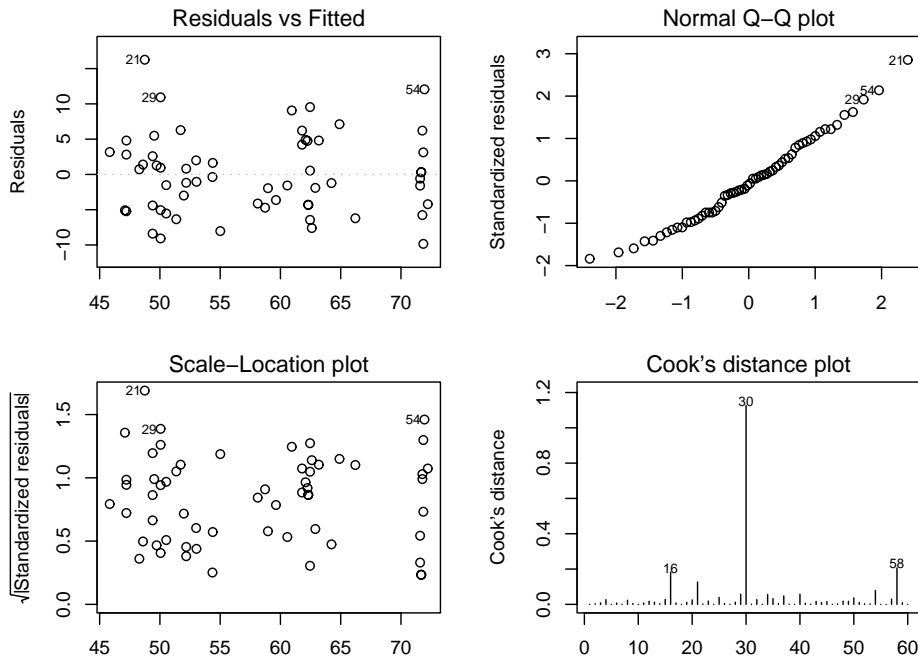 Residuals vs Fitted
Residuals
10
5
0
−10
21
29
54
45 50 55 60 65 70
Normal Q−Q plot
Standardized residuals
3
2
1
0
−1
−2
21
54
29
−2 −1 0 1 2
Scale−Location plot
√|Standardized residuals|
1.5
1.0
0.5
0.0
21
29
54
45 50 55 60 65 70
Cook's distance plot
Cook's distance
1.2
0.8
0.4
0.0
16
30
58
0 10 20 30 40 50 60